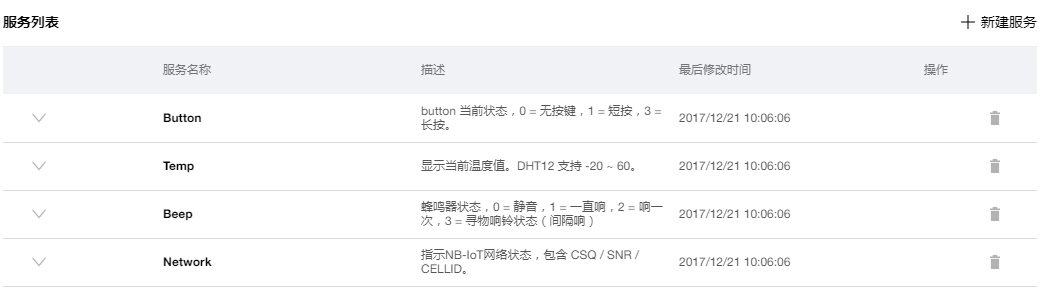 服务列表
新建服务
服务名称 描述 最后修改时间 操作
Button
button 当前状态，0 = 无按键，1 = 短按，3 =
长按。
2017/12/21 10:06:06
Temp
显示当前温度值。DHT12 支持 -20 ~ 60。
2017/12/21 10:06:06
Beep
蜂鸣器状态，0 = 静音，1 = 一直响，2 = 响一
次，3 = 寻物响铃状态（间隔响）
2017/12/21 10:06:06
Network
指示NB-IoT网络状态，包含 CSQ / SNR /
CELLID。
2017/12/21 10:06:06